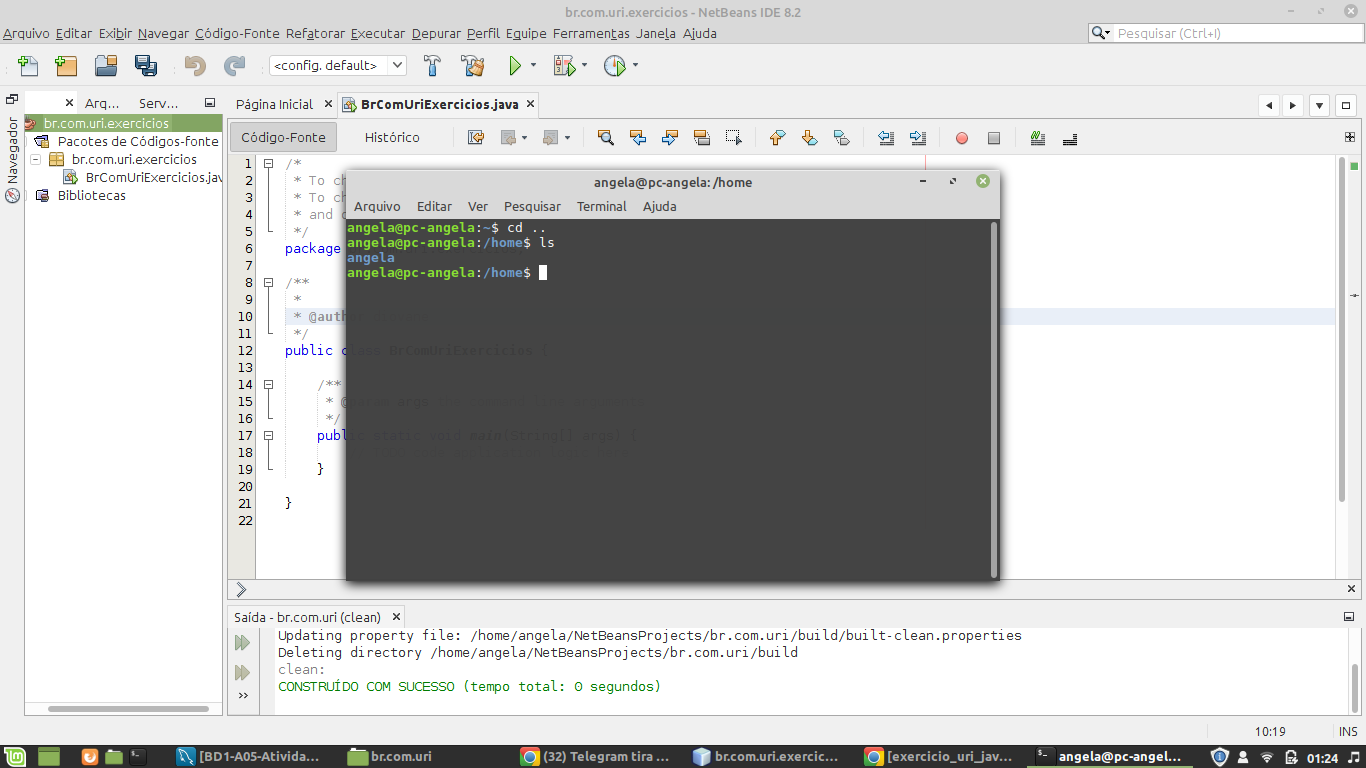 br.com.uri.exercicios - NetBeans IDE 8.2
Arquivo Editar Exibir Navegar Código-Fonte Refatorar Executar Depurar Perfil Equipe Ferramentas Janela Ajuda
Pesquisar (Ctrl+I)
<config. default>
Arq... Serv...
Página Inicial BrComUriExercicios.java
Navegador
br.com.uri.exercicios
Pacotes de Códigos-fonte
br.com.uri.exercicios
BrComUriExercicios.jav
Bibliotecas
Código-Fonte Histórico
1 /*
2 * To ch
3 * To ch
4 * and o
5 */
6 package
7
8 /**
9 *
10 * @auth
11 */
12 public class BrComUriExercicios {
13
14 /**
15 * @param args
16 */
17 public static void main(String[] args) {
18
19 }
20
21 }
22
angela@pc-angela: /home
Arquivo Editar Ver Pesquisar Terminal Ajuda
angela@pc-angela:~$ cd ..
angela@pc-angela:/home$ ls
angela
angela@pc-angela:/home$
Saída - br.com.uri (clean)
Updating property file: /home/angela/NetBeansProjects/br.com.uri/build/built-clean.properties
Deleting directory /home/angela/NetBeansProjects/br.com.uri/build
clean:
CONSTRUÍDO COM SUCESSO (tempo total: 0 segundos)
10:19 INS
[BD1-A05-Ativida... br.com.uri (32) Telegram tira ... br.com.uri.exercic... [exercicio_uri_jav... angela@pc-angel... 01:24